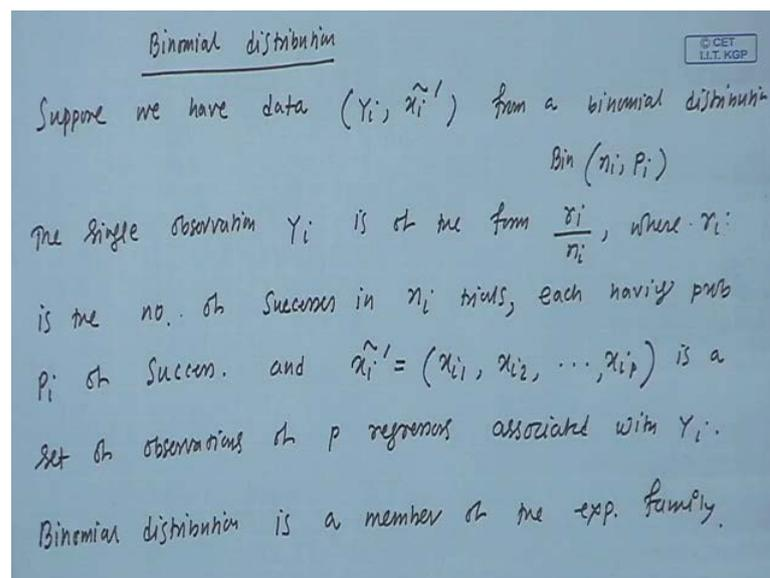 Binomial distribution
© CET
I.I.T. KGP
Suppose we have data (Yi, x̃i′) from a binomial distribution
Bin (ni, Pi)
The single observation Yi is of the form ri/ni, where ri:
is the no. of successes in ni trials, each having prob
Pi of success. and x̃i′ = (xi1, xi2, ..., xip) is a
set of observations of p regressors associated with Yi.
Binomial distribution is a member of the exp. family.